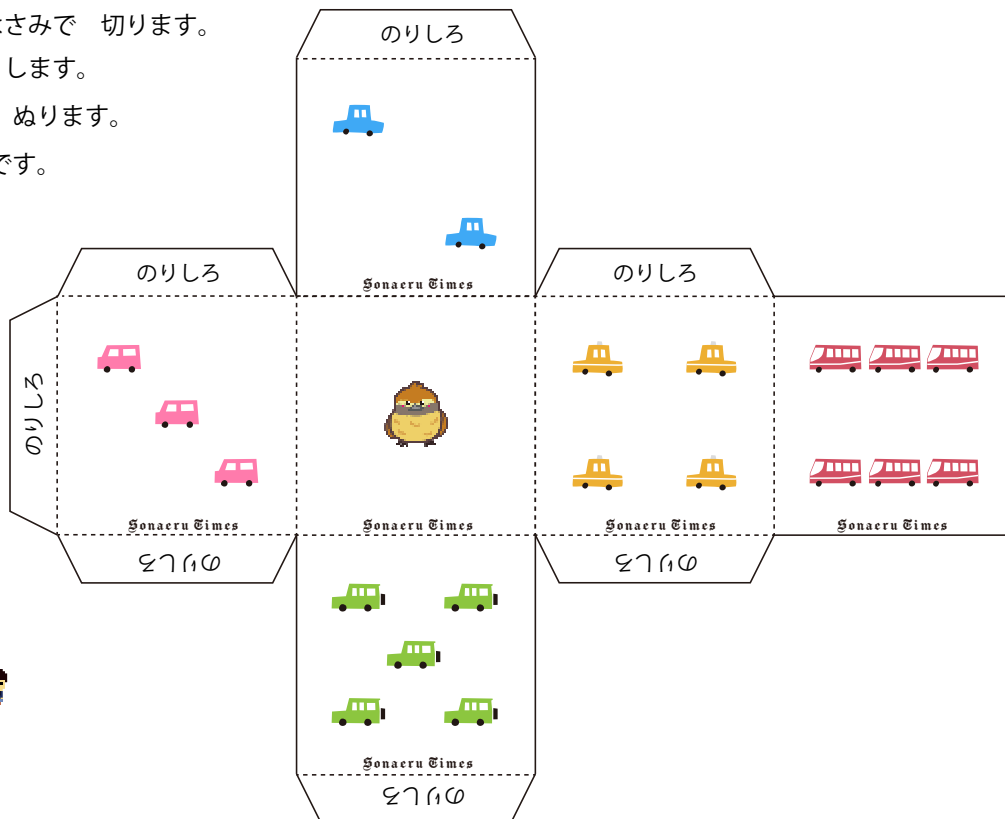 さみで 切ります。
のりしろ
します。
ぬります。
です。
Sonaeru Times
のりしろ
のりしろ
のりしろ
Sonaeru Times
Sonaeru Times
Sonaeru Times
Sonaeru Times
のりしろ
のりしろ
Sonaeru Times
のりしろ